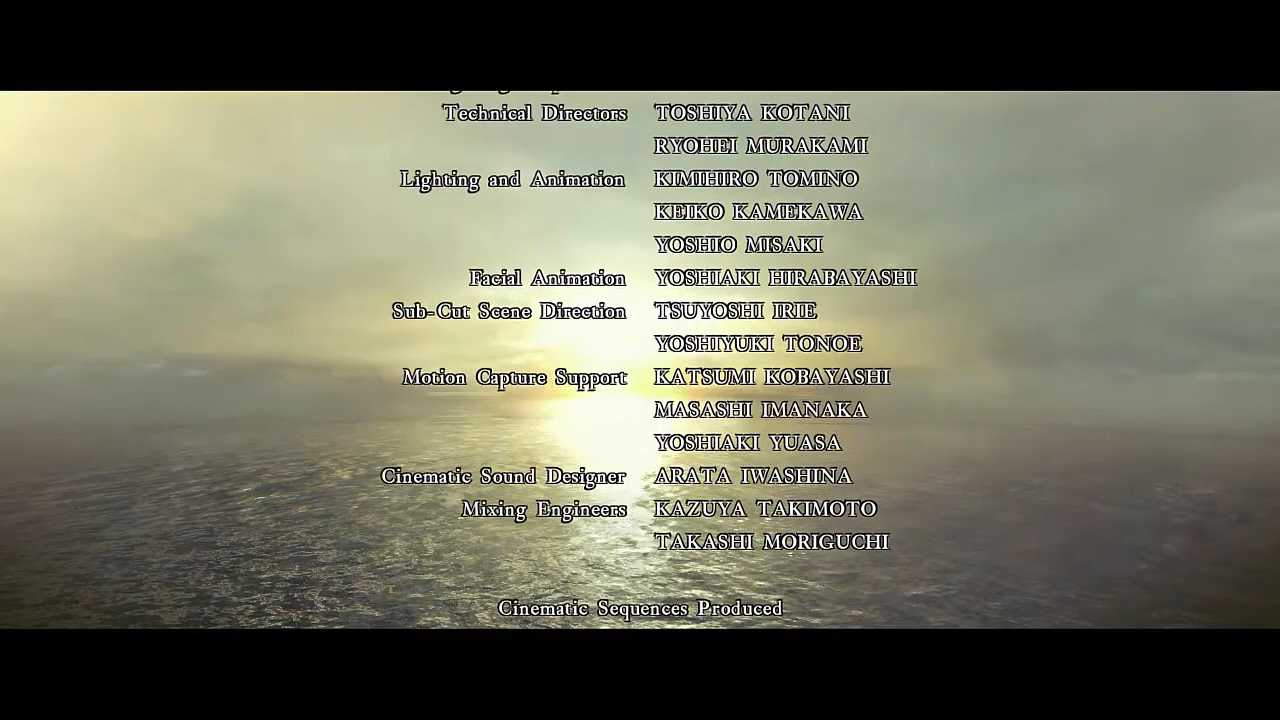 Technical Directors TOSHIYA KOTANI
RYOHEI MURAKAMI
Lighting and Animation KIMIHIRO TOMINO
KEIKO KAMEKAWA
YOSHIO MISAKI
Facial Animation YOSHIAKI HIRABAYASHI
Sub-Cut Scene Direction TSUYOSHI IRIE
YOSHIYUKI TONOE
Motion Capture Support KATSUMI KOBAYASHI
MASASHI IMANAKA
YOSHIAKI YUASA
Cinematic Sound Designer ARATA IWASHINA
Mixing Engineers KAZUYA TAKIMOTO
TAKASHI MORIGUCHI
Cinematic Sequences Produced